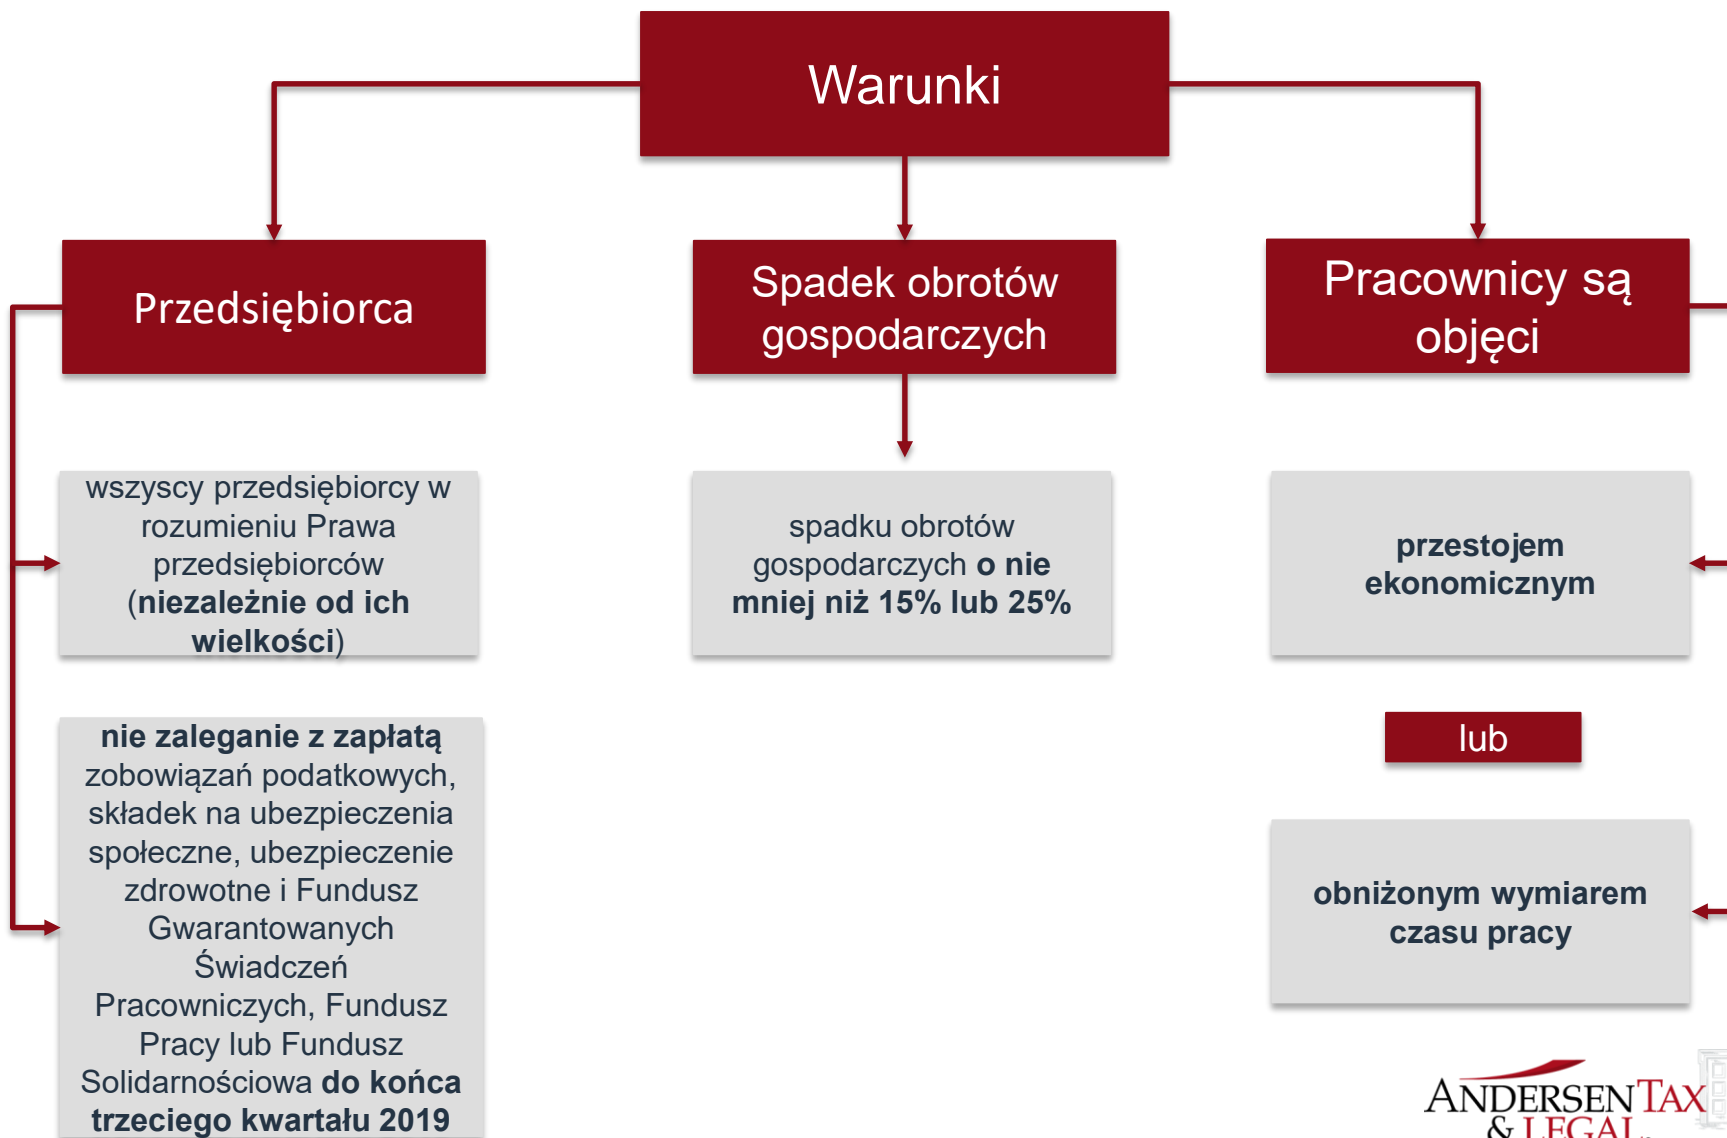 Warunki
Przedsiębiorca
Spadek obrotów
gospodarczych
Pracownicy są
objęci
wszyscy przedsiębiorcy w
rozumieniu Prawa
przedsiębiorców
(niezależnie od ich
wielkości)
spadku obrotów
gospodarczych o nie
mniej niż 15% lub 25%
przestojem
ekonomicznym
nie zaleganie z zapłatą
zobowiązań podatkowych,
składek na ubezpieczenia
społeczne, ubezpieczenie
zdrowotne i Fundusz
Gwarantowanych
Świadczeń
Pracowniczych, Fundusz
Pracy lub Fundusz
Solidarnościowa do końca
trzeciego kwartału 2019
lub
obniżonym wymiarem
czasu pracy
ANDERSEN TAX
& LEGAL